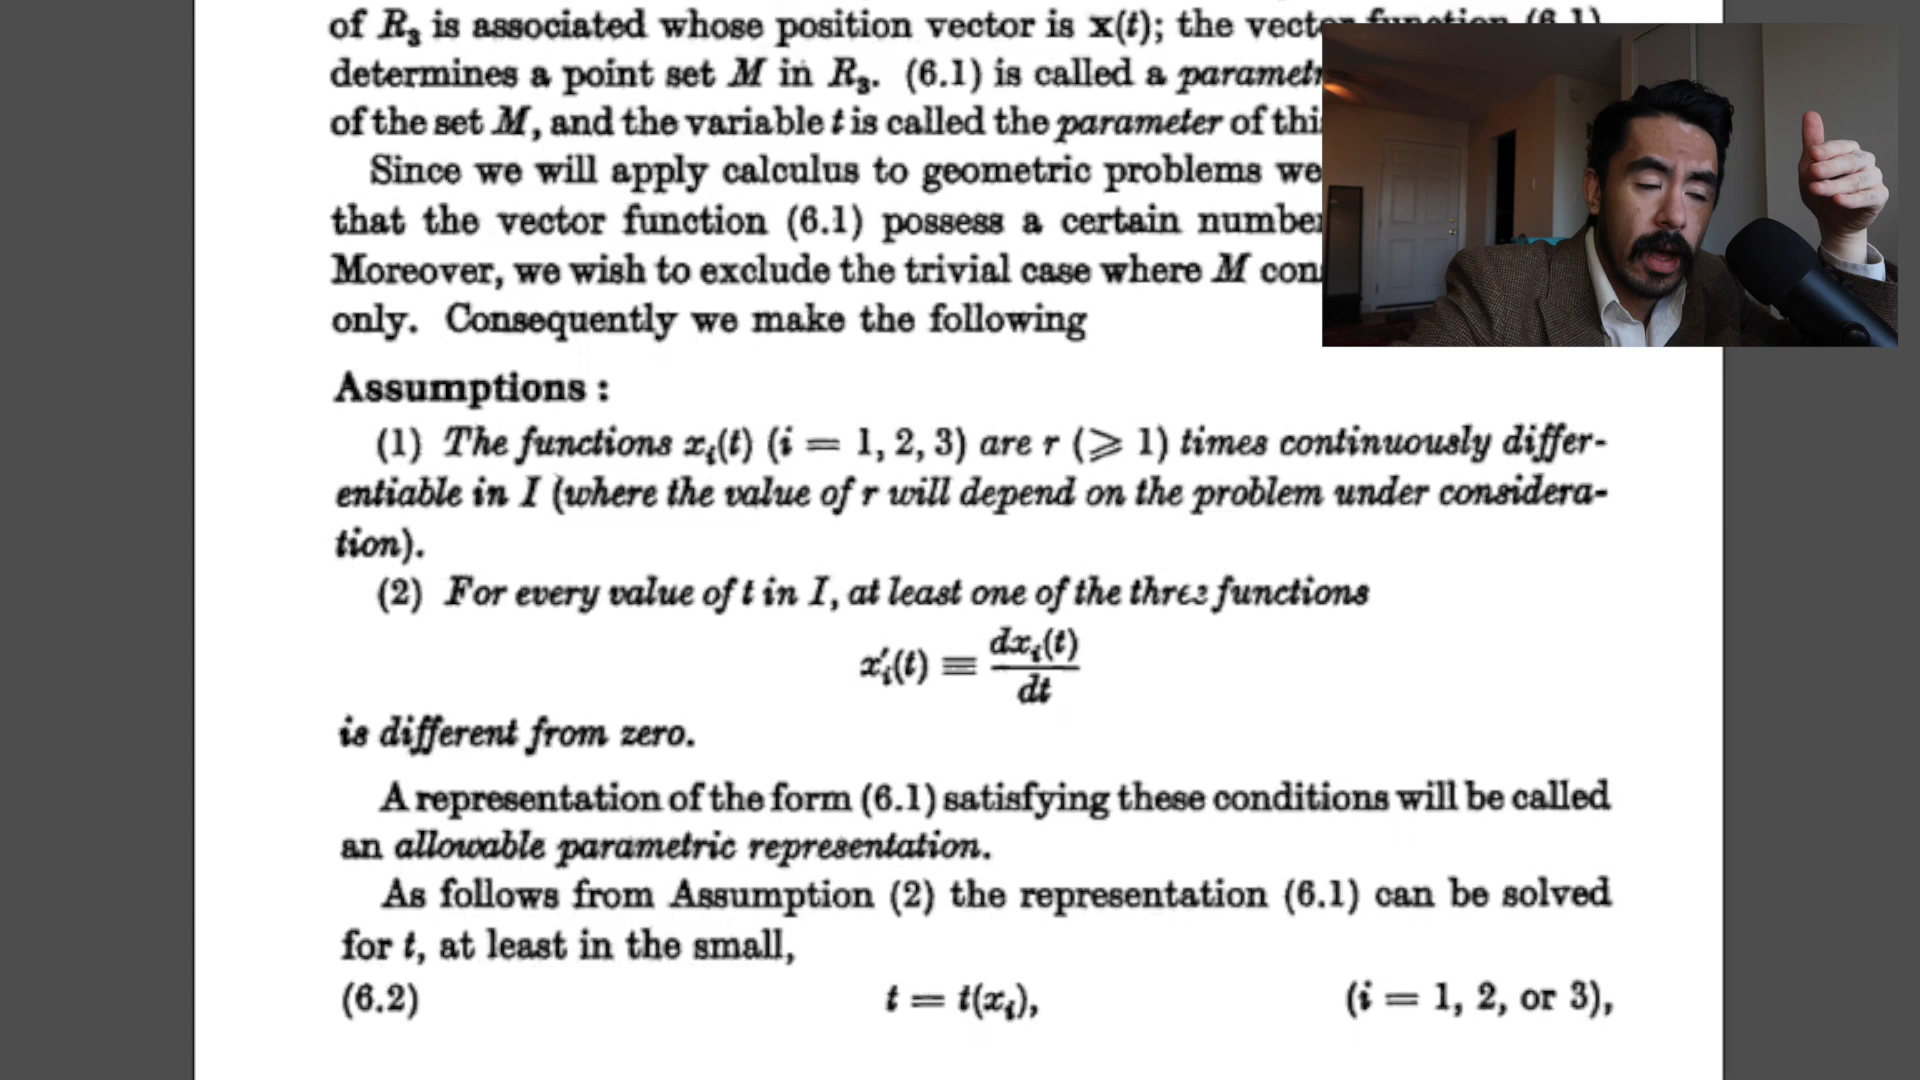 of R₃ is associated whose position vector is x(t); the vector function (6.1)
determines a point set M in R₃. (6.1) is called a
of the set M, and the variable t is called the parameter of
Since we will apply calculus to geometric problems we
that the vector function (6.1) possess a certain
Moreover, we wish to exclude the trivial case where M
only. Consequently we make the following
Assumptions :
(1) The functions xᵢ(t) (i = 1, 2, 3) are r (⩾ 1) times continuously differ-
entiable in I (where the value of r will depend on the problem under considera-
tion).
(2) For every value of t in I, at least one of the three functions
x′ᵢ(t) ≡ dxᵢ(t)/dt
is different from zero.
A representation of the form (6.1) satisfying these conditions will be called
an allowable parametric representation.
As follows from Assumption (2) the representation (6.1) can be solved
for t, at least in the small,
(6.2) t = t(xᵢ), (i = 1, 2, or 3),